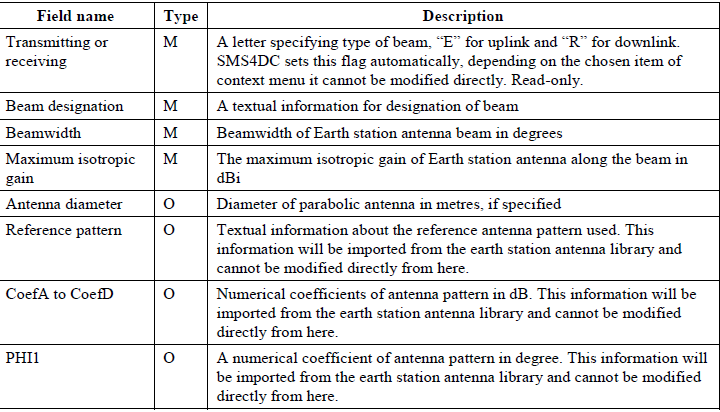 Field name Type Description
Transmitting or M A letter specifying type of beam, “E” for uplink and “R” for downlink.
receiving SMS4DC sets this flag automatically, depending on the chosen item of
context menu it cannot be modified directly. Read-only.
Beam designation M A textual information for designation of beam
Beamwidth M Beamwidth of Earth station antenna beam in degrees
Maximum isotropic M The maximum isotropic gain of Earth station antenna along the beam in
gain dBi
Antenna diameter O Diameter of parabolic antenna in metres, if specified
Reference pattern O Textual information about the reference antenna pattern used. This
information will be imported from the earth station antenna library and
cannot be modified directly from here.
CoefA to CoefD O Numerical coefficients of antenna pattern in dB. This information will be
imported from the earth station antenna library and cannot be modified
directly from here.
PHI1 O A numerical coefficient of antenna pattern in degree. This information will
be imported from the earth station antenna library and cannot be modified
directly from here.